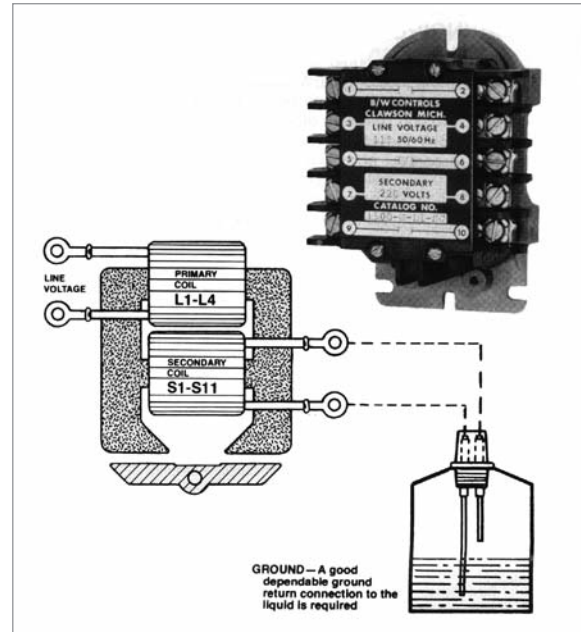 1
2
B/W CONTROLS
CLAWSON MICH.
3
LINE VOLTAGE
4
115 50/60 Hz
5
6
SECONDARY
7
220 VOLTS
8
CATALOG NO.
9
10
LINE
VOLTAGE
PRIMARY
COIL
L1-L4
SECONDARY
COIL
S1-S11
GROUND—A good
dependable ground
return connection to the
liquid is required